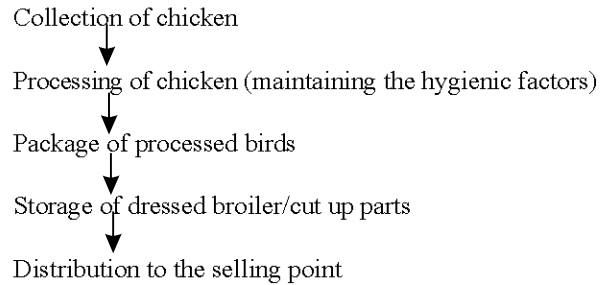 Collection of chicken
Processing of chicken (maintaining the hygienic factors)
Package of processed birds
Storage of dressed broiler/cut up parts
Distribution to the selling point